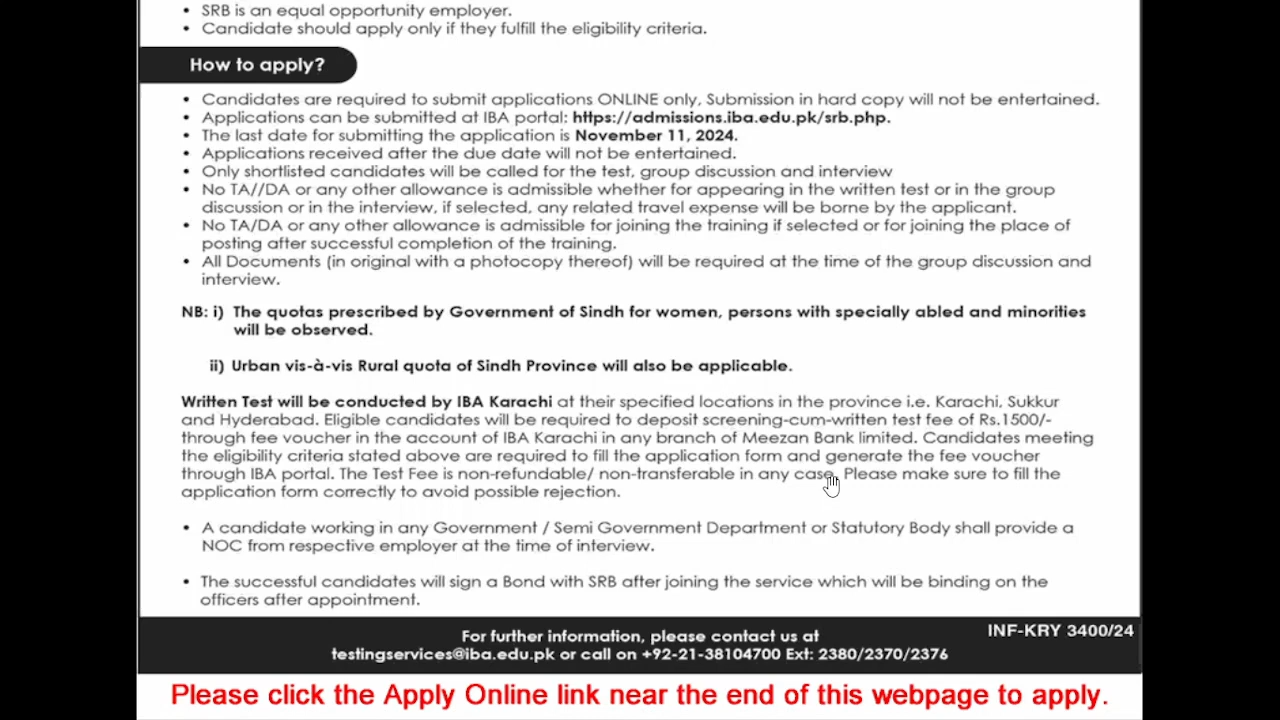 • SRB is an equal opportunity employer.
• Candidate should apply only if they fulfill the eligibility criteria.
How to apply?
• Candidates are required to submit applications ONLINE only, Submission in hard copy will not be entertained.
• Applications can be submitted at IBA portal: https://admissions.iba.edu.pk/srb.php.
• The last date for submitting the application is November 11, 2024.
• Applications received after the due date will not be entertained.
• Only shortlisted candidates will be called for the test, group discussion and interview
• No TA//DA or any other allowance is admissible whether for appearing in the written test or in the group
discussion or in the interview, if selected, any related travel expense will be borne by the applicant.
• No TA/DA or any other allowance is admissible for joining the training if selected or for joining the place of
posting after successful completion of the training.
• All Documents (in original with a photocopy thereof) will be required at the time of the group discussion and
interview.
NB: i) The quotas prescribed by Government of Sindh for women, persons with specially abled and minorities
will be observed.
ii) Urban vis-à-vis Rural quota of Sindh Province will also be applicable.
Written Test will be conducted by IBA Karachi at their specified locations in the province i.e. Karachi, Sukkur
and Hyderabad. Eligible candidates will be required to deposit screening-cum-written test fee of Rs.1500/-
through fee voucher in the account of IBA Karachi in any branch of Meezan Bank limited. Candidates meeting
the eligibility criteria stated above are required to fill the application form and generate the fee voucher
through IBA portal. The Test Fee is non-refundable/ non-transferable in any case. Please make sure to fill the
application form correctly to avoid possible rejection.
• A candidate working in any Government / Semi Government Department or Statutory Body shall provide a
NOC from respective employer at the time of interview.
• The successful candidates will sign a Bond with SRB after joining the service which will be binding on the
officers after appointment.
INF-KRY 3400/24
For further information, please contact us at
testingservices@iba.edu.pk or call on +92-21-38104700 Ext: 2380/2370/2376
Please click the Apply Online link near the end of this webpage to apply.